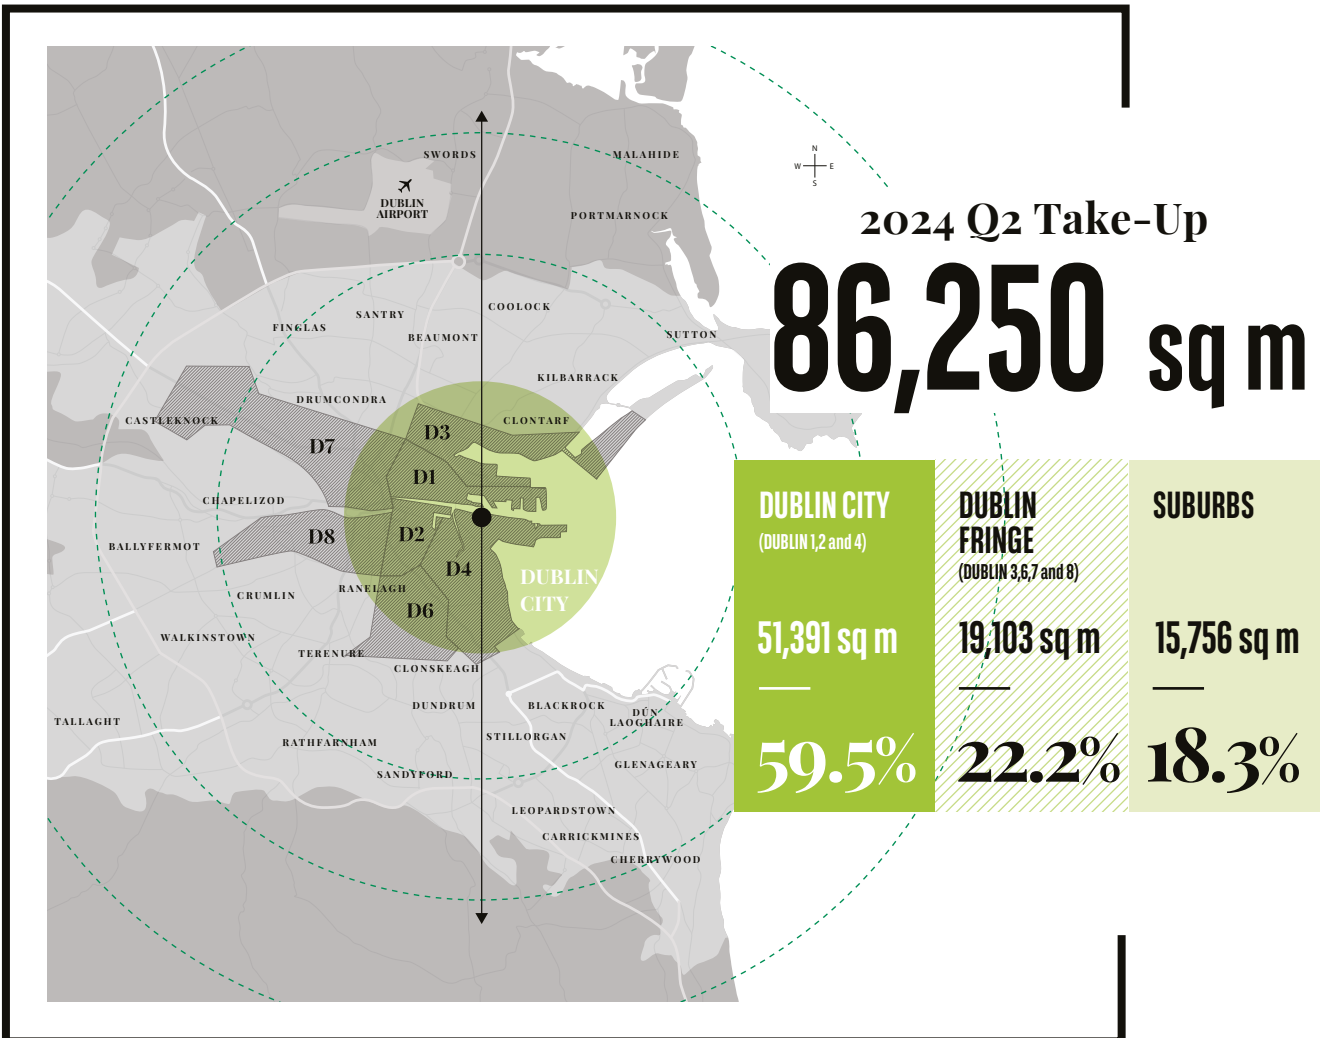 SWORDS
MALAHIDE
DUBLIN
AIRPORT
PORTMARNOCK
N
W E
S
2024 Q2 Take-Up
86,250 sq m
COOLOCK
SANTRY
FINGLAS
BEAUMONT
SUTTON
KILBARRACK
DRUMCONDRA
CASTLEKNOCK
CLONTARF
D3
D7
D1
CHAPELIZOD
D8
D2
BALLYFERMOT
D4
DUBLIN
CITY
RANELAGH
CRUMLIN
D6
WALKINSTOWN
TERENURE
CLONSKEAGH
DUNDRUM
BLACKROCK
DÚN
LAOGHAIRE
TALLAGHT
STILLORGAN
RATHFARNHAM
GLENAGEARY
SANDYFORD
LEOPARDSTOWN
CARRICKMINES
CHERRYWOOD
DUBLIN CITY
(DUBLIN 1,2 and 4)
51,391 sq m
59.5%
DUBLIN
FRINGE
(DUBLIN 3,6,7 and 8)
19,103 sq m
22.2%
SUBURBS
15,756 sq m
18.3%